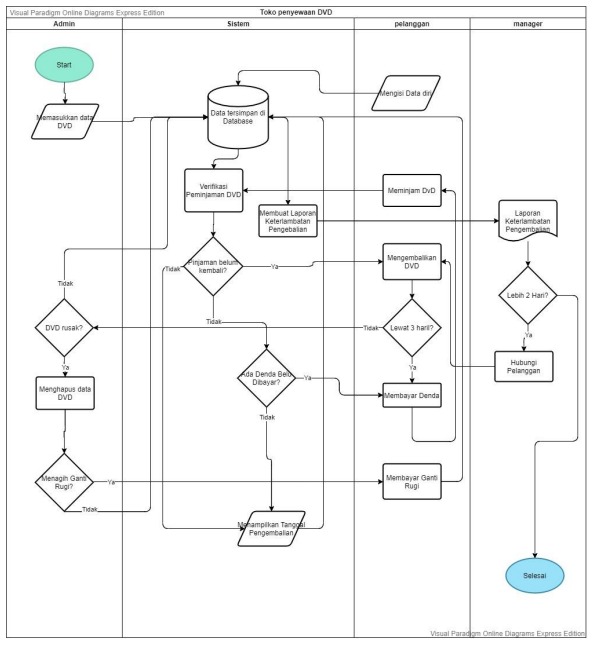 Visual Paradigm Online Diagrams Express Edition
Toko penyewaan DVD
Admin
Sistem
pelanggan
manager
Start
Memasukkan data
DVD
Data tersimpan di
Database
Mengisi Data diri
Verifikasi
Peminjaman DVD
Meminjam DvD
Membuat Laporan
Keterlambatan
Pengebalian
Laporan
Keterlambatan
Pengembalian
Pinjaman belum
kembali?
Ya
Tidak
Mengembalikan
DVD
Tidak
Lebih 2 Hari?
Tidak
DVD rusak?
Tidak
Lewat 3 haril?
Ya
Ya
Ya
Hubungi
Pelanggan
Menghapus data
DVD
Ada Denda Belu
Dibayar?
Ya
Membayar Denda
Tidak
Menagih Ganti
Rugi?
Ya
Membayar Ganti
Rugi
Tidak
Menampilkan Tanggal
Pengembalian
Selesai
Visual Paradigm Online Diagrams Express Edition